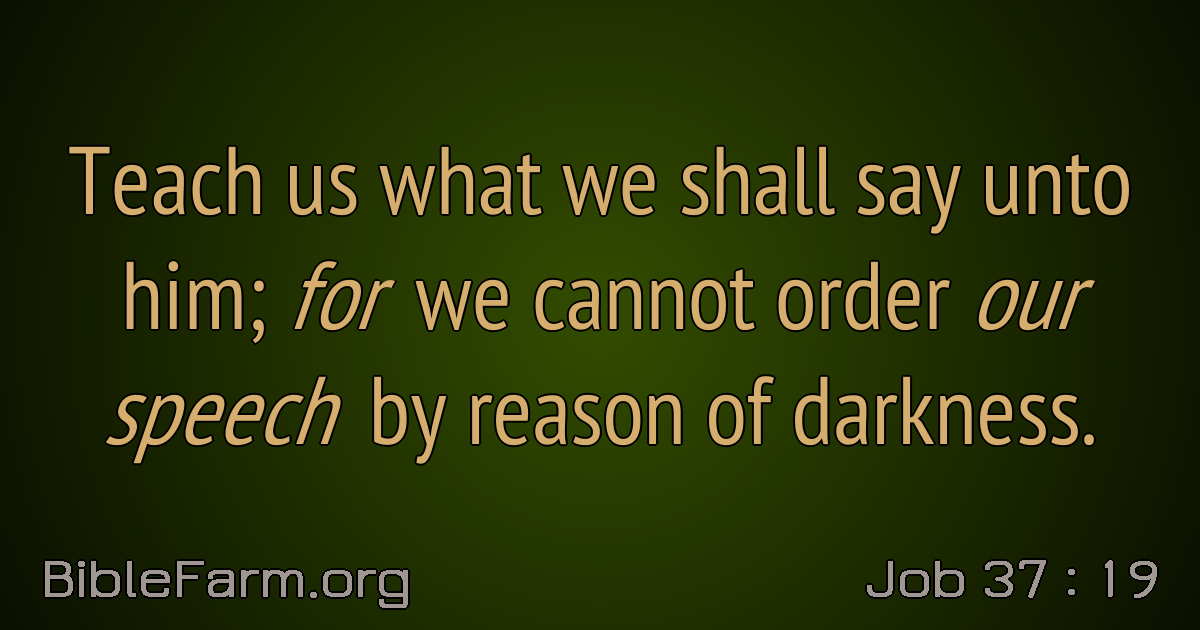 Teach us what we shall say unto
him; for we cannot order our
speech by reason of darkness.
BibleFarm.org
Job 37 : 19